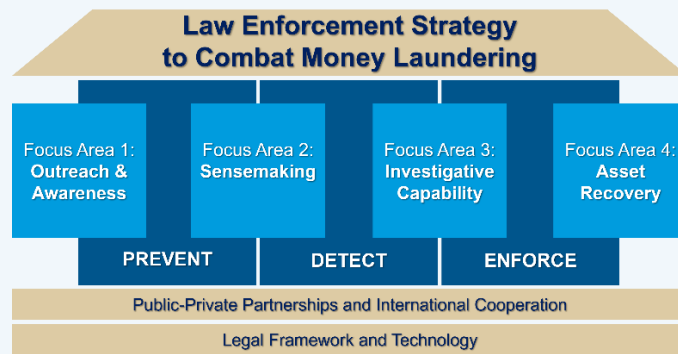 Law Enforcement Strategy
to Combat Money Laundering
Focus Area 1:
Outreach &
Awareness
Focus Area 2:
Sensemaking
Focus Area 3:
Investigative
Capability
Focus Area 4:
Asset
Recovery
PREVENT
DETECT
ENFORCE
Public-Private Partnerships and International Cooperation
Legal Framework and Technology